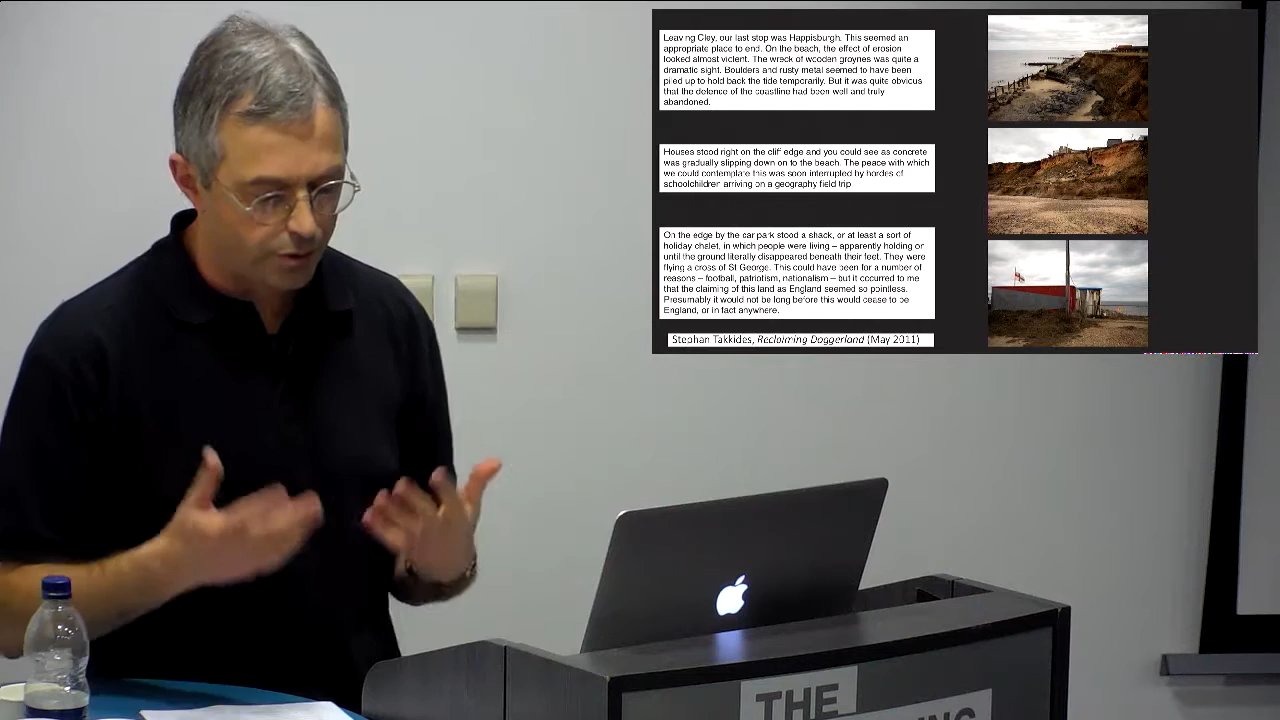 Leaving Cley, our last stop was Happisburgh. This seemed an
appropriate place to end. On the beach, the effect of erosion
looked almost violent. The wreck of wooden groynes was quite a
dramatic sight. Boulders and rusty metal seemed to have been
piled up to hold back the tide temporarily. But it was quite obvious
that the defence of the coastline had been well and truly
abandoned.
Houses stood right on the cliff edge and you could see as concrete
was gradually slipping down on to the beach. The peace with which
we could contemplate this was soon interrupted by hordes of
schoolchildren arriving on a geography field trip
On the edge by the car park stood a shack, or at least a sort of
holiday chalet, in which people were living – apparently holding on
until the ground literally disappeared beneath their feet. They were
flying a cross of St George. This could have been for a number of
reasons – football, patriotism, nationalism – but it occurred to me
that the claiming of this land as England seemed so pointless.
Presumably it would not be long before this would cease to be
England, or in fact anywhere.
Stephan Takkides, Reclaiming Doggerland (May 2011)
THE